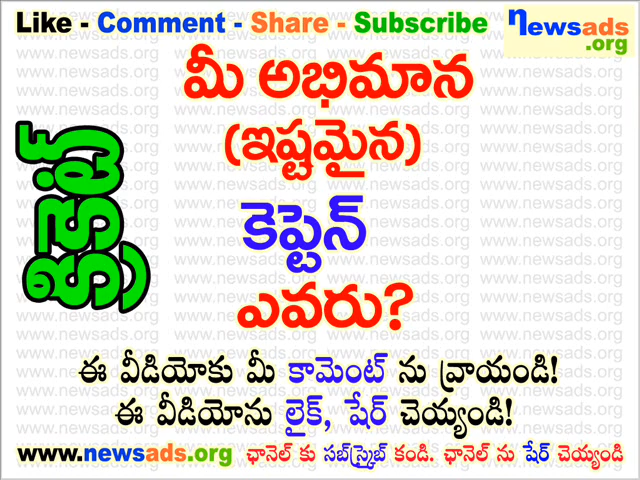 Like - Comment - Share - Subscribe
newsads
.org
మీ అభిమాన
(ఇష్టమైన)
క్రికెట్
కెప్టెన్
ఎవరు?
ఈ వీడియోకు మీ కామెంట్ ను వ్రాయండి!
ఈ వీడియోను లైక్, షేర్ చెయ్యండి!
www.newsads.org ఛానెల్ కు సబ్‌స్క్రైబ్ కండి. ఛానెల్ ను షేర్ చెయ్యండి